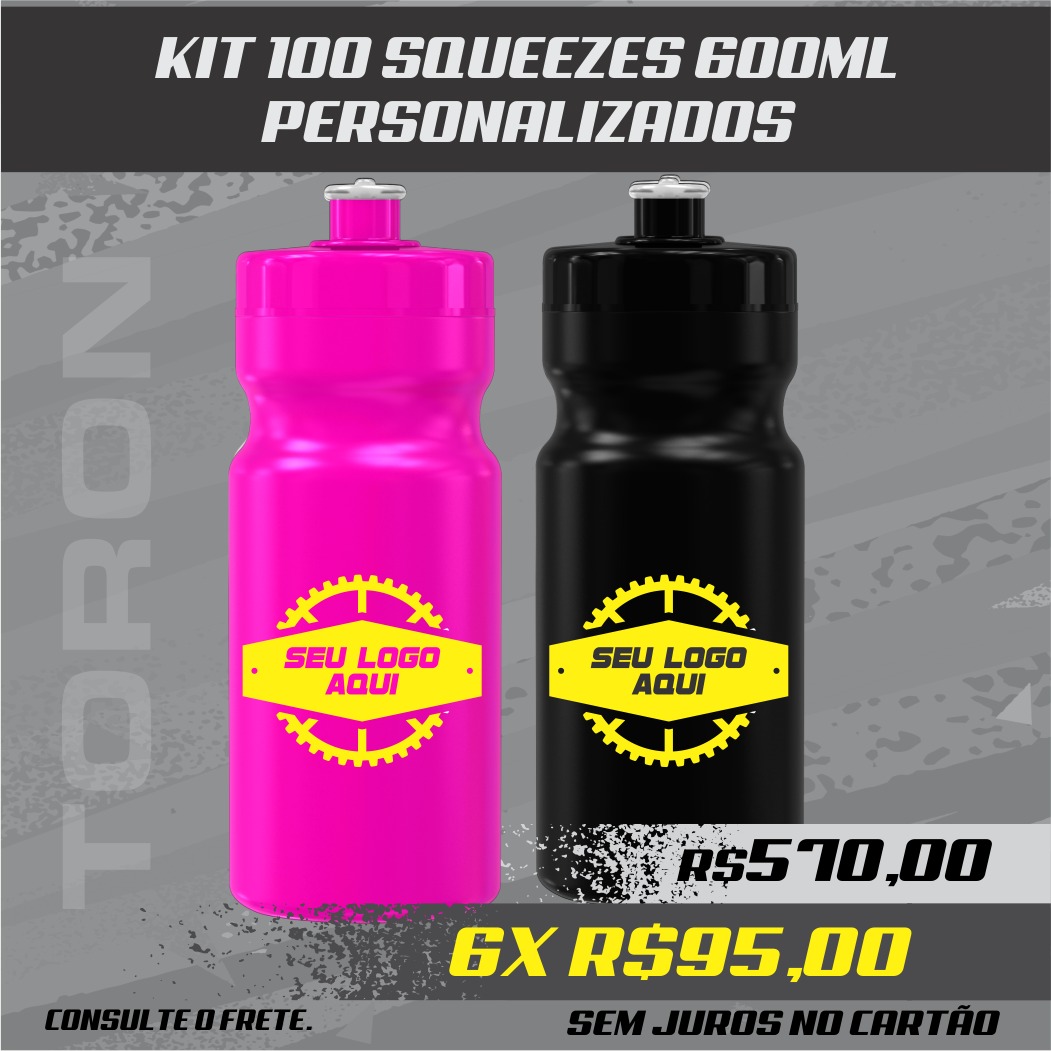 KIT 100 SQUEEZES 600ML
PERSONALIZADOS
TORON
SEU LOGO
AQUI
SEU LOGO
AQUI
R$570,00
6X R$95,00
CONSULTE O FRETE.
SEM JUROS NO CARTÃO